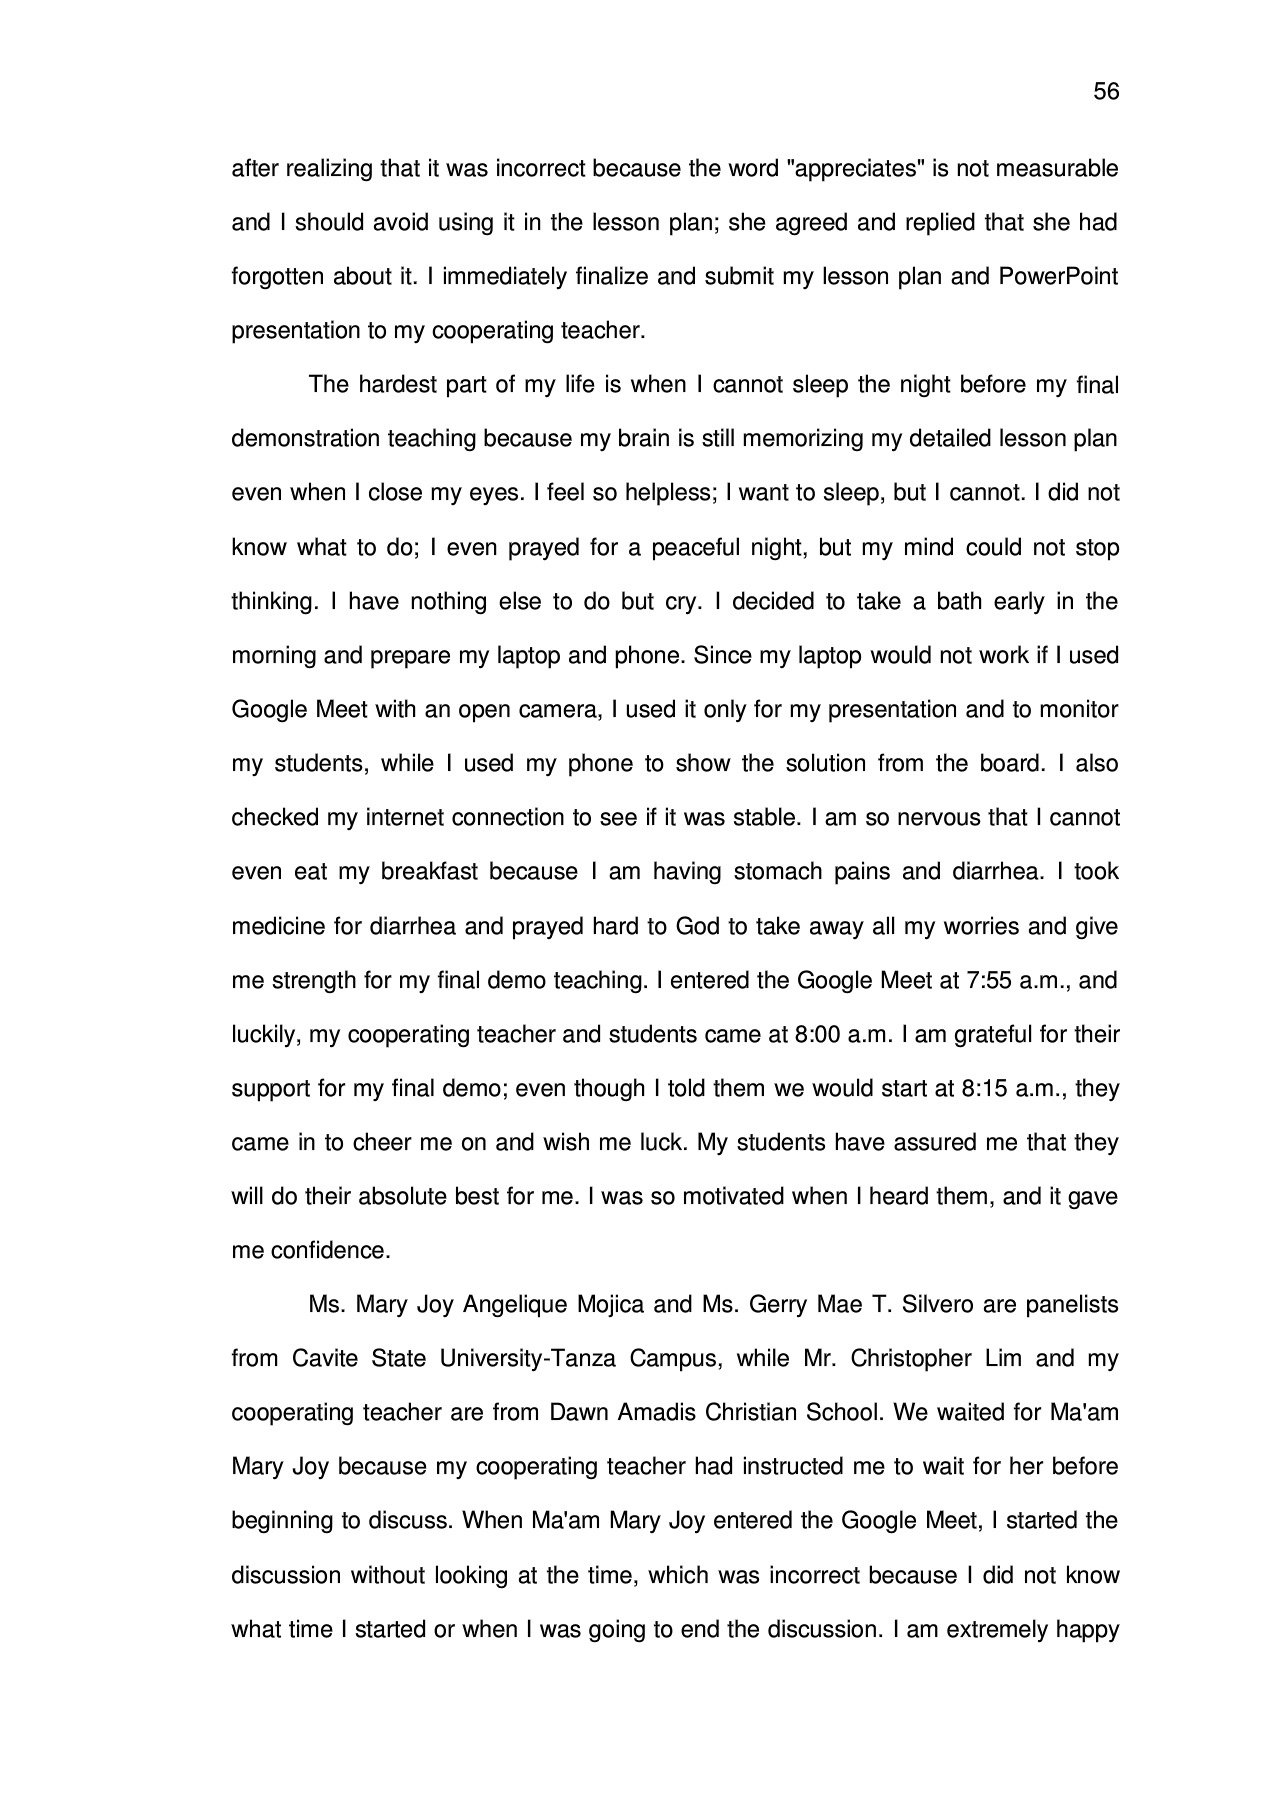 56
after realizing that it was incorrect because the word "appreciates" is not measurable
and I should avoid using it in the lesson plan; she agreed and replied that she had
forgotten about it. I immediately finalize and submit my lesson plan and PowerPoint
presentation to my cooperating teacher.
The hardest part of my life is when I cannot sleep the night before my final
demonstration teaching because my brain is still memorizing my detailed lesson plan
even when I close my eyes. I feel so helpless; I want to sleep, but I cannot. I did not
know what to do; I even prayed for a peaceful night, but my mind could not stop
thinking. I have nothing else to do but cry. I decided to take a bath early in the
morning and prepare my laptop and phone. Since my laptop would not work if I used
Google Meet with an open camera, I used it only for my presentation and to monitor
my students, while I used my phone to show the solution from the board. I also
checked my internet connection to see if it was stable. I am so nervous that I cannot
even eat my breakfast because I am having stomach pains and diarrhea. I took
medicine for diarrhea and prayed hard to God to take away all my worries and give
me strength for my final demo teaching. I entered the Google Meet at 7:55 a.m., and
luckily, my cooperating teacher and students came at 8:00 a.m. I am grateful for their
support for my final demo; even though I told them we would start at 8:15 a.m., they
came in to cheer me on and wish me luck. My students have assured me that they
will do their absolute best for me. I was so motivated when I heard them, and it gave
me confidence.
Ms. Mary Joy Angelique Mojica and Ms. Gerry Mae T. Silvero are panelists
from Cavite State University-Tanza Campus, while Mr. Christopher Lim and my
cooperating teacher are from Dawn Amadis Christian School. We waited for Ma'am
Mary Joy because my cooperating teacher had instructed me to wait for her before
beginning to discuss. When Ma'am Mary Joy entered the Google Meet, I started the
discussion without looking at the time, which was incorrect because I did not know
what time I started or when I was going to end the discussion. I am extremely happy